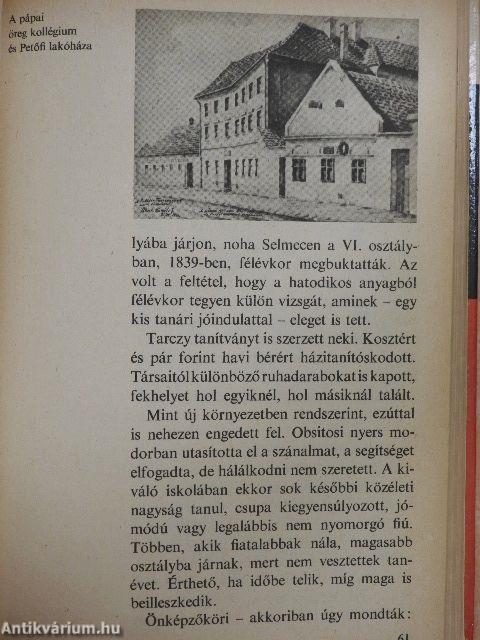 A pápai
öreg kollégium
és Petőfi lakóháza
lyába járjon, noha Selmecen a VI. osztály-
ban, 1839-ben, félévkor megbuktatták. Az
volt a feltétel, hogy a hatodikos anyagból
félévkor tegyen külön vizsgát, aminek – egy
kis tanári jóindulattal – eleget is tett.
Tarczy tanítványt is szerzett neki. Kosztért
és pár forint havi bérért házitanítóskodott.
Társaitól különböző ruhadarabokat is kapott,
fekhelyet hol egyiknél, hol másiknál talált.
Mint új környezetben rendszerint, ezúttal
is nehezen engedett fel. Obsitosi nyers mo-
dorban utasította el a szánalmat, a segítséget
elfogadta, de hálálkodni nem szeretett. A ki-
váló iskolában ekkor sok későbbi közéleti
nagyság tanul, csupa kiegyensúlyozott, jó-
módú vagy legalábbis nem nyomorgó fiú.
Többen, akik fiatalabbak nála, magasabb
osztályba járnak, mert nem vesztettek tan-
évet. Érthető, ha időbe telik, míg maga is
beilleszkedik.
Önképzőköri – akkoriban úgy mondták:
61
Antikvárium.hu